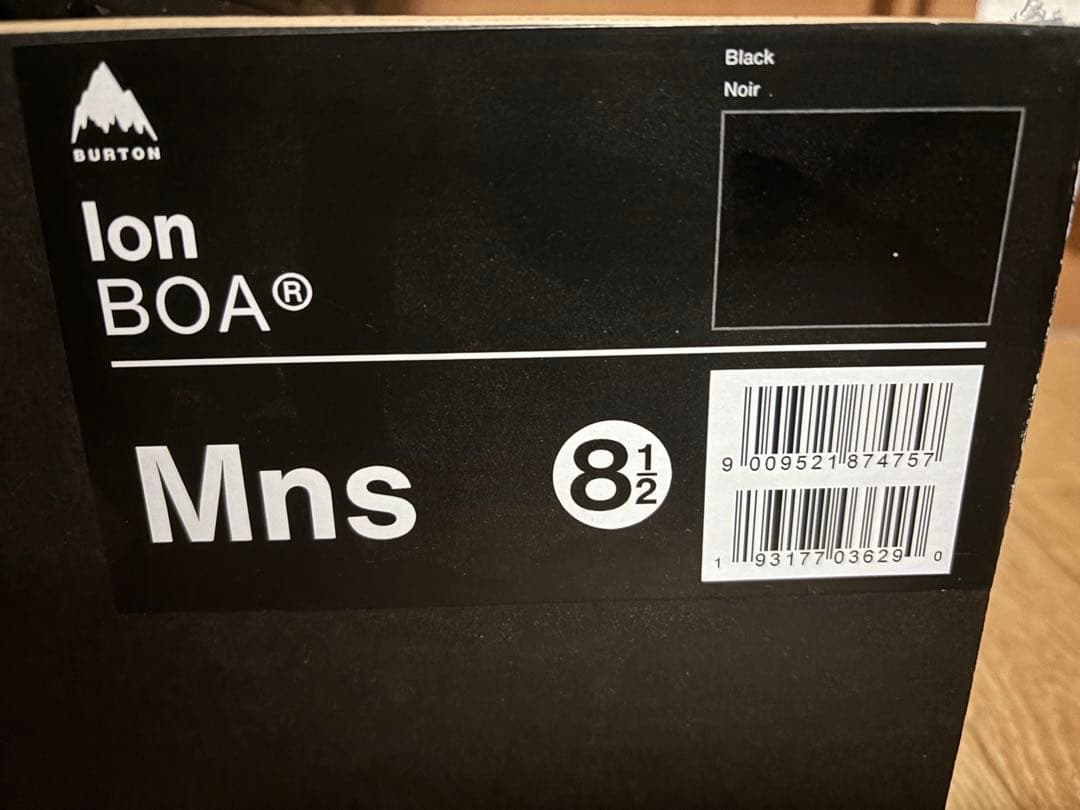 BURTON
Ion
BOA®
Black
Noir
Mns
8½
9 009521 874757
1 93177 03629 0